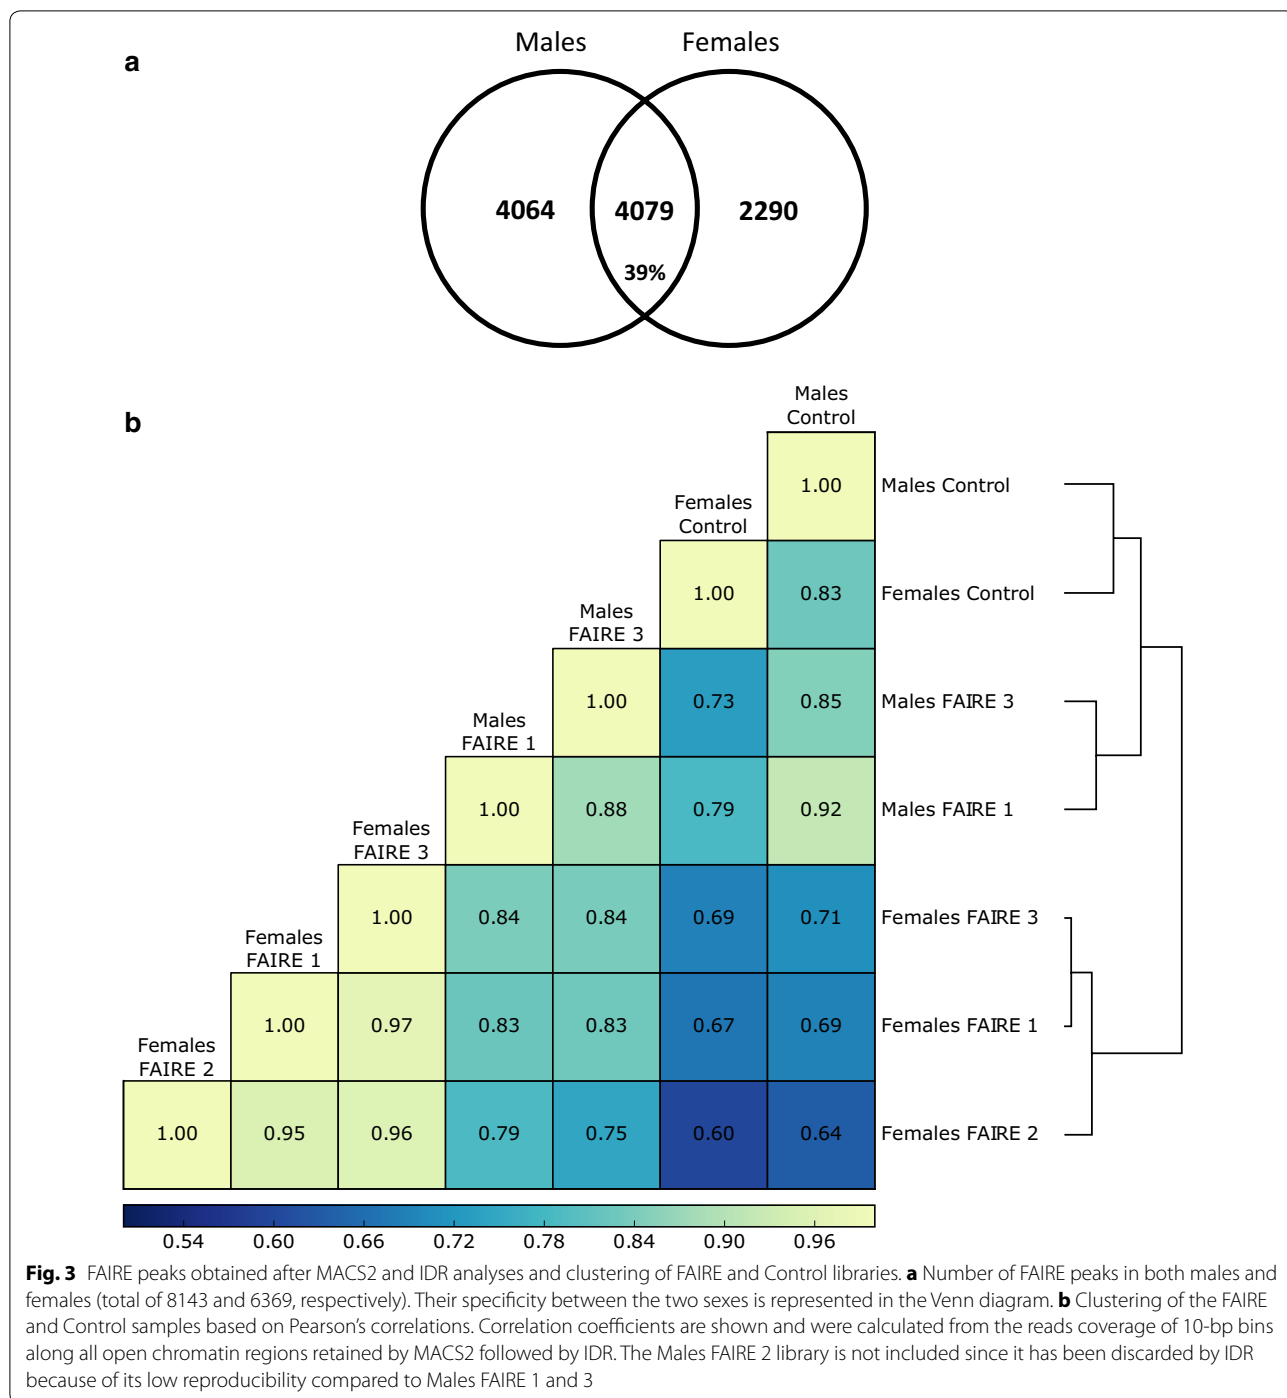 a
Males
Females
4064
4079
2290
39%
b
Males
Control
1.00
Males Control
Females
Control
1.00
0.83
Females Control
Males
FAIRE 3
1.00
0.73
0.85
Males FAIRE 3
Males
FAIRE 1
1.00
0.88
0.79
0.92
Males FAIRE 1
Females
FAIRE 3
1.00
0.84
0.84
0.69
0.71
Females FAIRE 3
Females
FAIRE 1
1.00
0.97
0.83
0.83
0.67
0.69
Females FAIRE 1
Females
FAIRE 2
1.00
0.95
0.96
0.79
0.75
0.60
0.64
Females FAIRE 2
0.54
0.60
0.66
0.72
0.78
0.84
0.90
0.96
Fig. 3 FAIRE peaks obtained after MACS2 and IDR analyses and clustering of FAIRE and Control libraries. a Number of FAIRE peaks in both males and
females (total of 8143 and 6369, respectively). Their specificity between the two sexes is represented in the Venn diagram. b Clustering of the FAIRE
and Control samples based on Pearson's correlations. Correlation coefficients are shown and were calculated from the reads coverage of 10-bp bins
along all open chromatin regions retained by MACS2 followed by IDR. The Males FAIRE 2 library is not included since it has been discarded by IDR
because of its low reproducibility compared to Males FAIRE 1 and 3